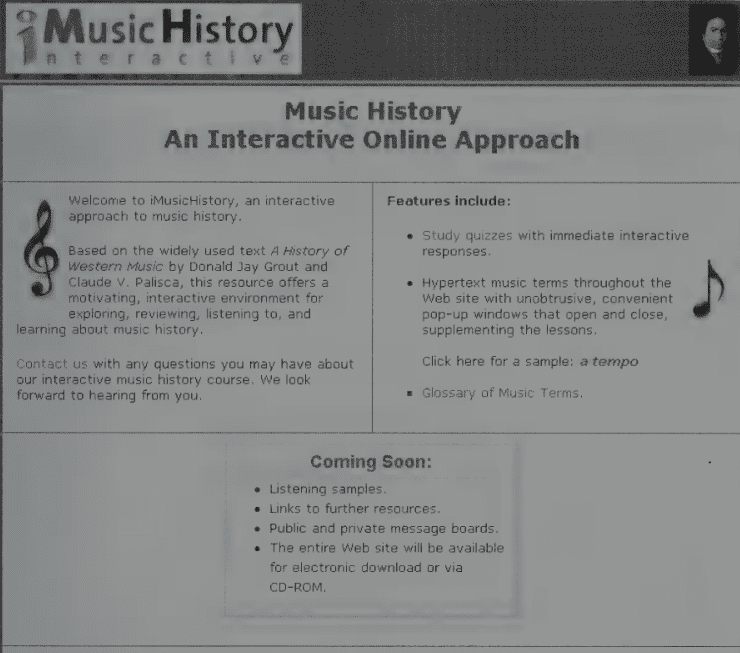 iMusicHistory
interactive
Music History
An Interactive Online Approach
Welcome to iMusicHistory, an interactive
approach to music history.
Based on the widely used text A History of
Western Music by Donald Jay Grout and
Claude V. Palisca, this resource offers a
motivating, interactive environment for
exploring, reviewing, listening to, and
learning about music history.
Contact us with any questions you may have about
our interactive music history course. We look
forward to hearing from you.
Features include:
• Study quizzes with immediate interactive
responses.
• Hypertext music terms throughout the
Web site with unobtrusive, convenient
pop-up windows that open and close,
supplementing the lessons.
Click here for a sample: a tempo
▪ Glossary of Music Terms.
Coming Soon:
• Listening samples.
• Links to further resources.
• Public and private message boards.
• The entire Web site will be available
for electronic download or via
CD-ROM.